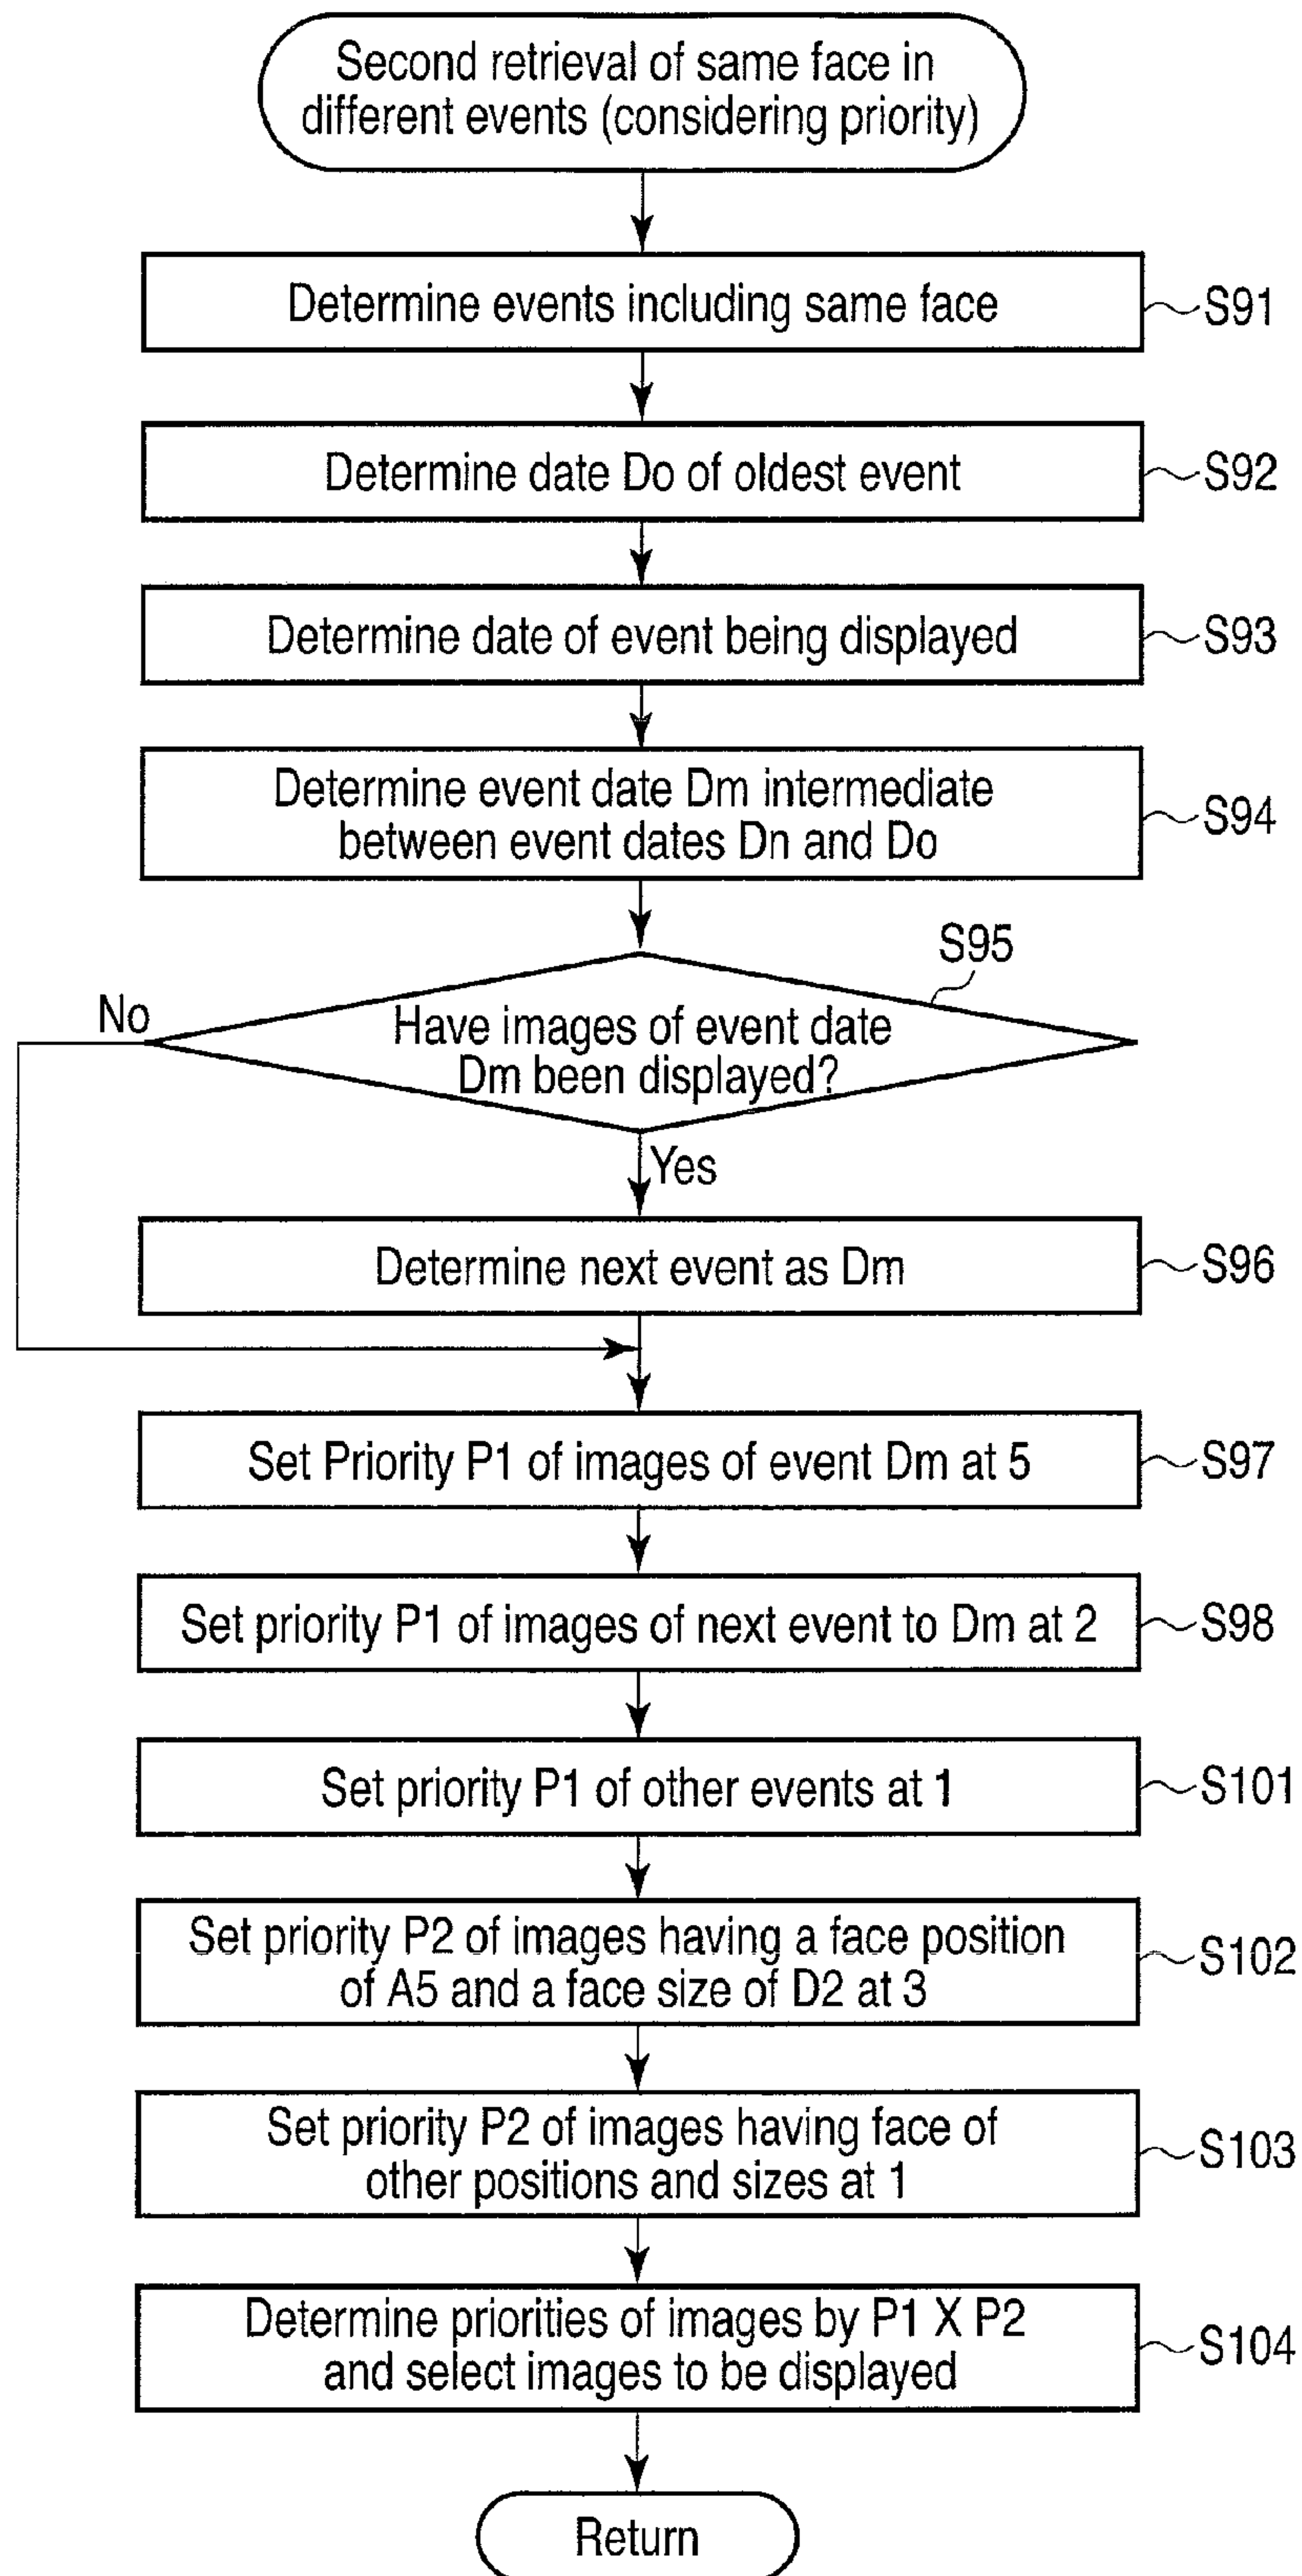 Second retrieval of same face in
different events (considering priority)
Determine events including same face
S91
Determine date Do of oldest event
S92
Determine date of event being displayed
S93
Determine event date Dm intermediate
between event dates Dn and Do
S94
S95
No
Have images of event date
Dm been displayed?
Yes
Determine next event as Dm
S96
Set Priority P1 of images of event Dm at 5
S97
Set priority P1 of images of next event to Dm at 2
S98
Set priority P1 of other events at 1
S101
Set priority P2 of images having a face position
of A5 and a face size of D2 at 3
S102
Set priority P2 of images having face of
other positions and sizes at 1
S103
Determine priorities of images by P1 X P2
and select images to be displayed
S104
Return